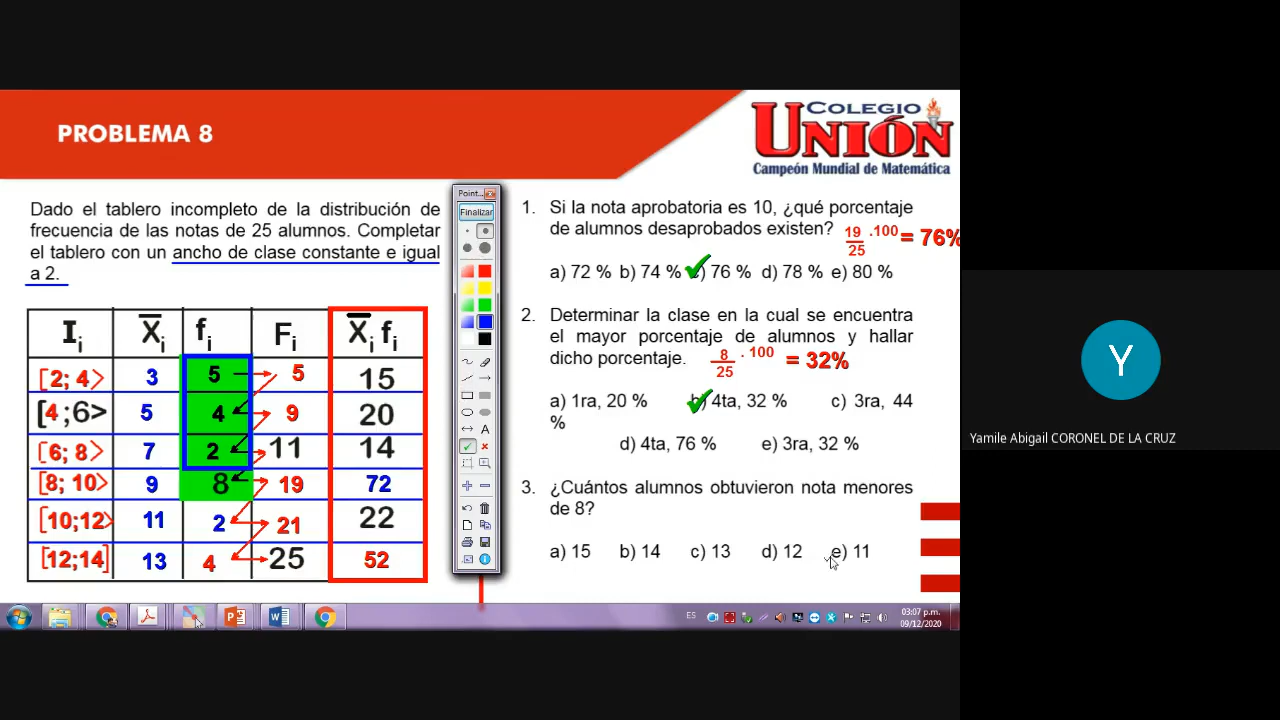 PROBLEMA 8
COLEGIO
UNIÓN
Campeón Mundial de Matemática
Dado el tablero incompleto de la distribución de
frecuencia de las notas de 25 alumnos. Completar
el tablero con un ancho de clase constante e igual
a 2.
Ii X̅i fi Fi X̅i fi
[2; 4> 3 5 5 15
[4 ;6> 5 4 9 20
[6; 8> 7 2 11 14
[8; 10> 9 8 19 72
[10;12> 11 2 21 22
[12;14] 13 4 25 52
Point...
Finalizar
A
1. Si la nota aprobatoria es 10, ¿qué porcentaje
de alumnos desaprobados existen? 19/25 .100 = 76%
a) 72 % b) 74 % c) 76 % d) 78 % e) 80 %
2. Determinar la clase en la cual se encuentra
el mayor porcentaje de alumnos y hallar
dicho porcentaje. 8/25 . 100 = 32%
a) 1ra, 20 % b) 4ta, 32 % c) 3ra, 44
%
d) 4ta, 76 % e) 3ra, 32 %
3. ¿Cuántos alumnos obtuvieron nota menores
de 8?
a) 15 b) 14 c) 13 d) 12 e) 11
Y
Yamile Abigail CORONEL DE LA CRUZ
ES
03:07 p.m.
09/12/2020